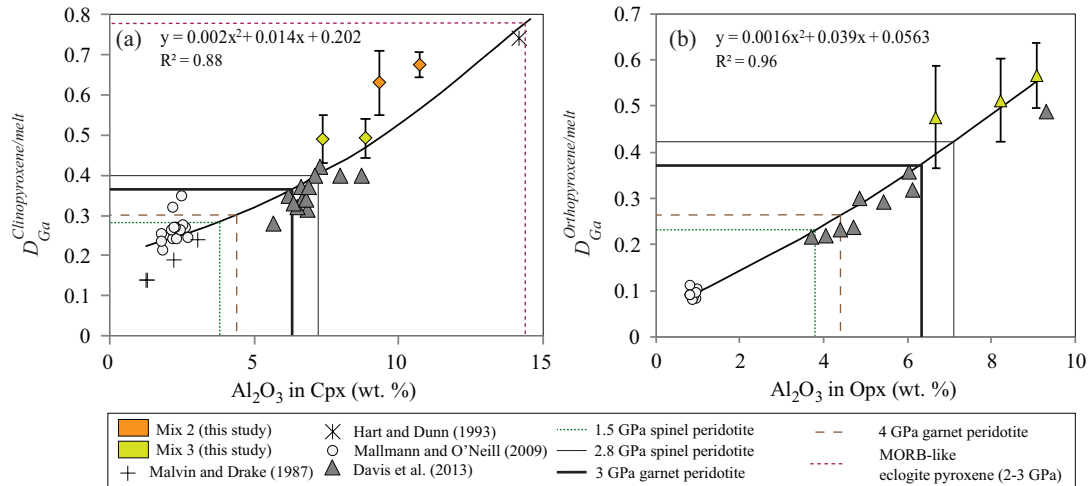 (a)
y = 0.002x² + 0.014x + 0.202
R² = 0.88
D_Ga^Clinopyroxene/melt
0.8
0.7
0.6
0.5
0.4
0.3
0.2
0.1
0
0 5 10 15
Al₂O₃ in Cpx (wt. %)
(b)
y = 0.0016x² + 0.039x + 0.0563
R² = 0.96
D_Ga^Orthopyroxene/melt
0.7
0.6
0.5
0.4
0.3
0.2
0.1
0
0 2 4 6 8 10
Al₂O₃ in Opx (wt. %)
Mix 2 (this study)
Mix 3 (this study)
Malvin and Drake (1987)
Hart and Dunn (1993)
Mallmann and O'Neill (2009)
Davis et al. (2013)
1.5 GPa spinel peridotite
2.8 GPa spinel peridotite
3 GPa garnet peridotite
4 GPa garnet peridotite
MORB-like
eclogite pyroxene (2-3 GPa)